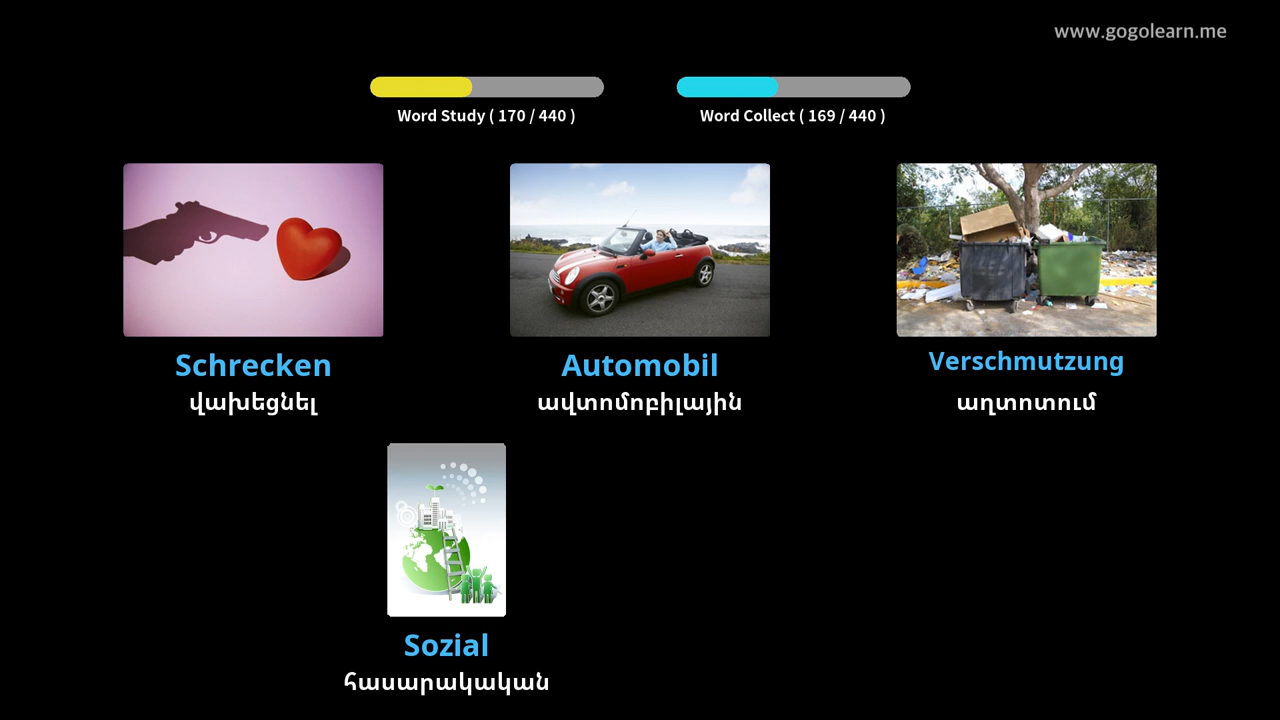 www.gogolearn.me
Word Study ( 170 / 440 )
Word Collect ( 169 / 440 )
Schrecken
վախեցնել
Automobil
ավտոմոբիլային
Verschmutzung
աղտոտում
Sozial
հասարակական